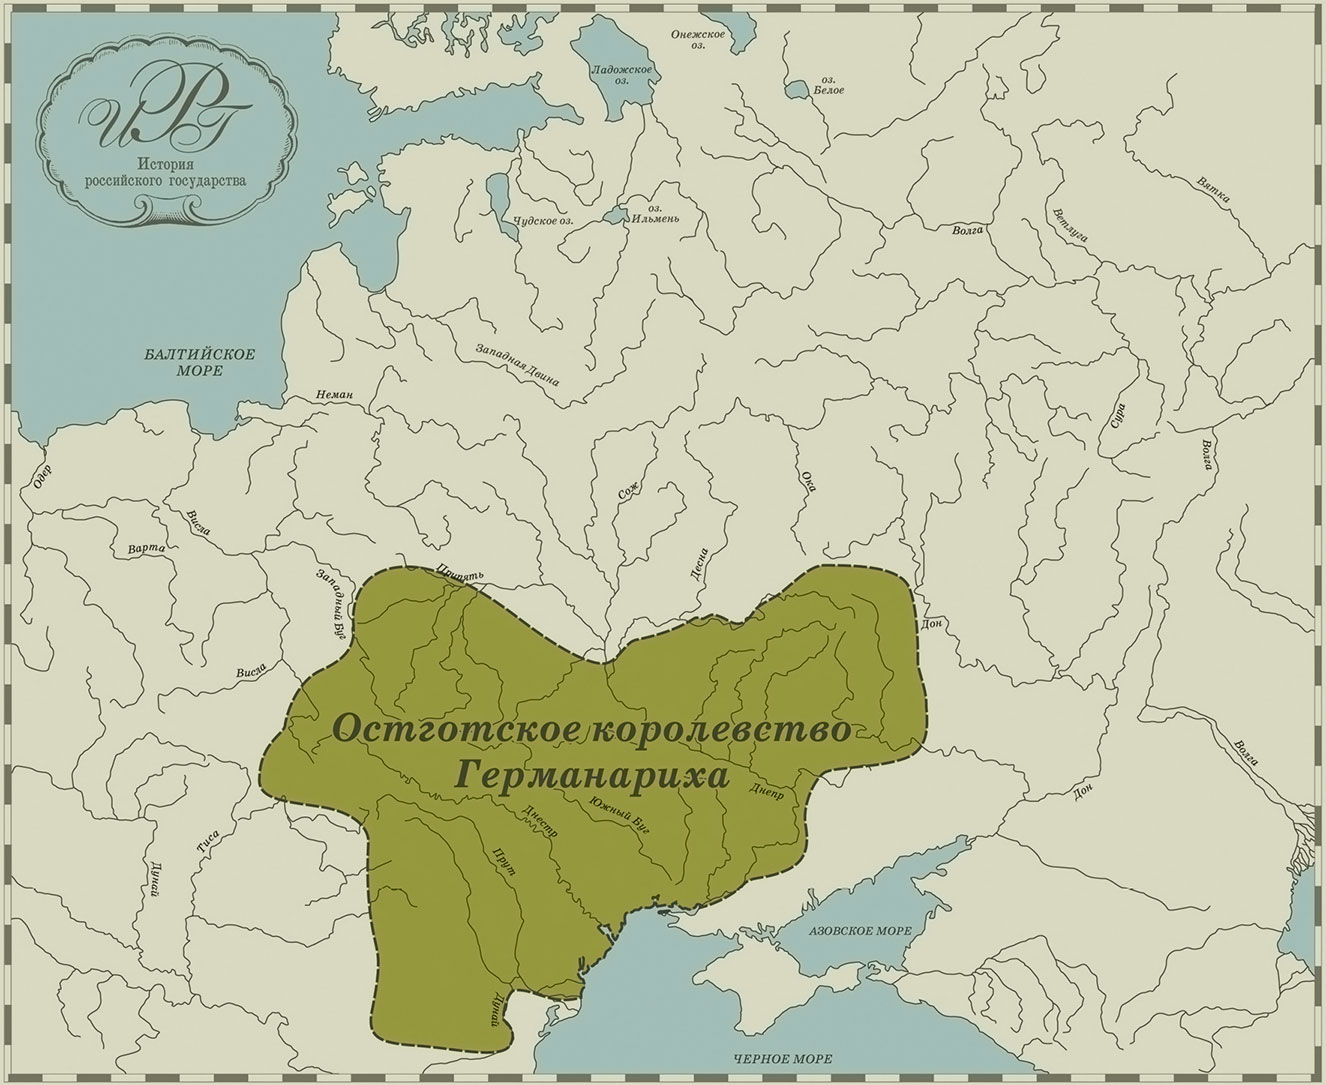 ИРГ
История
российского государства
Онежское
оз.
Ладожское
оз.
оз.
Белое
Вятка
Чудское оз.
оз.
Ильмень
Ветлуга
Волга
БАЛТИЙСКОЕ
МОРЕ
Западная Двина
Неман
Сура
Одер
Волга
Сож
Ока
Висла
Варта
Десна
Припять
Западный Буг
Дон
Висла
Остготское королевство
Германариха
Волга
Днепр
Дон
Южный Буг
Днестр
Тиса
Прут
Дунай
АЗОВСКОЕ МОРЕ
Дунай
ЧЕРНОЕ МОРЕ